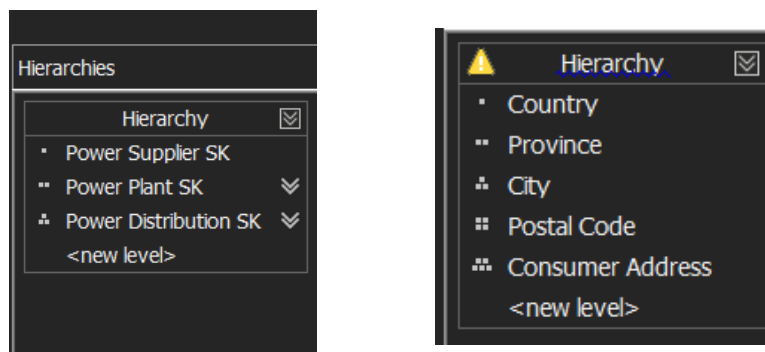 Hierarchies
Hierarchy
Power Supplier SK
Power Plant SK
Power Distribution SK
<new level>
Hierarchy
Country
Province
City
Postal Code
Consumer Address
<new level>